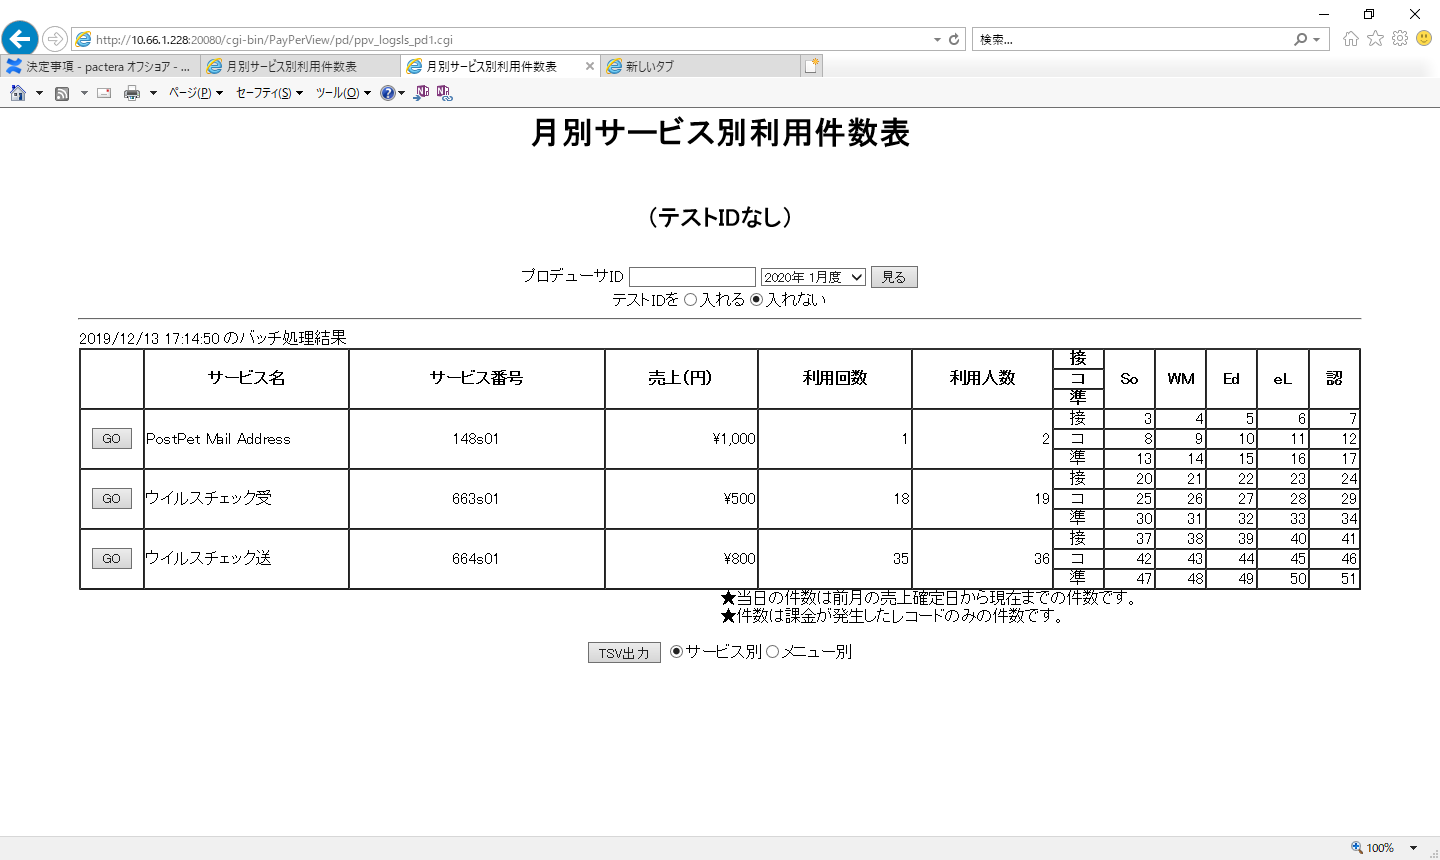 http://10.66.1.228:20080/cgi-bin/PayPerView/pd/ppv_logsls_pd1.cgi
検索...
決定事項 - pactera オフショア - ...
月別サービス別利用件数表
月別サービス別利用件数表
新しいタブ
ページ(P)
セーフティ(S)
ツール(O)
月別サービス別利用件数表
（テストIDなし）
プロデューサID 2020年 1月度 見る
テストIDを 入れる 入れない
2019/12/13 17:14:50 のバッチ処理結果
サービス名 サービス番号 売上(円) 利用回数 利用人数 接 コ 準 So WM Ed eL 認
GO PostPet Mail Address 148s01 ¥1,000 1 2
接 3 4 5 6 7
コ 8 9 10 11 12
準 13 14 15 16 17
GO ウイルスチェック受 663s01 ¥500 18 19
接 20 21 22 23 24
コ 25 26 27 28 29
準 30 31 32 33 34
GO ウイルスチェック送 664s01 ¥800 35 36
接 37 38 39 40 41
コ 42 43 44 45 46
準 47 48 49 50 51
★当日の件数は前月の売上確定日から現在までの件数です。
★件数は課金が発生したレコードのみの件数です。
TSV出力 サービス別 メニュー別
100%